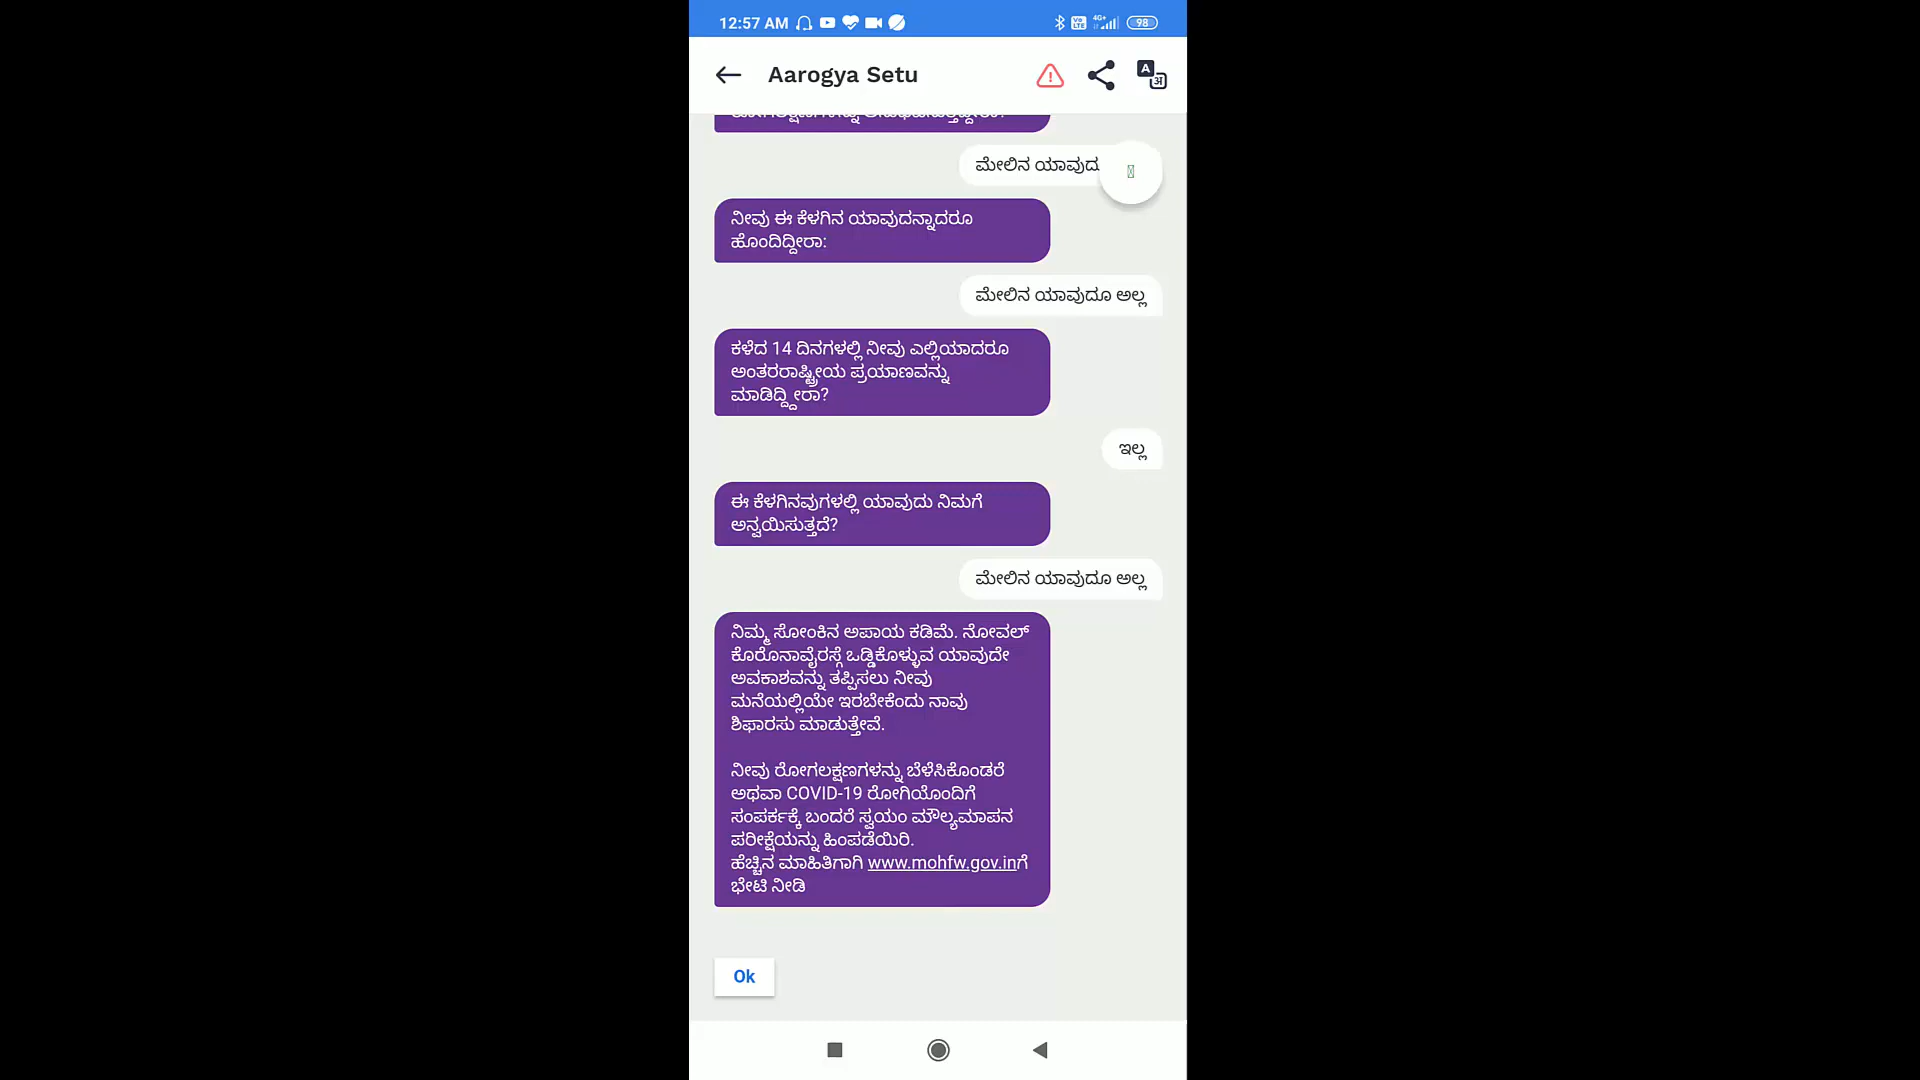 12:57 AM
98
Aarogya Setu
ಮೇಲಿನ ಯಾವುದ
ನೀವು ಈ ಕೆಳಗಿನ ಯಾವುದನ್ನಾದರೂ
ಹೊಂದಿದ್ದೀರಾ:
ಮೇಲಿನ ಯಾವುದೂ ಅಲ್ಲ
ಕಳೆದ 14 ದಿನಗಳಲ್ಲಿ ನೀವು ಎಲ್ಲಿಯಾದರೂ
ಅಂತರರಾಷ್ಟ್ರೀಯ ಪ್ರಯಾಣವನ್ನು
ಮಾಡಿದ್ದೀರಾ?
ಇಲ್ಲ
ಈ ಕೆಳಗಿನವುಗಳಲ್ಲಿ ಯಾವುದು ನಿಮಗೆ
ಅನ್ವಯಿಸುತ್ತದೆ?
ಮೇಲಿನ ಯಾವುದೂ ಅಲ್ಲ
ನಿಮ್ಮ ಸೋಂಕಿನ ಅಪಾಯ ಕಡಿಮೆ. ನೋವಲ್
ಕೊರೊನಾವೈರಸ್ಗೆ ಒಡ್ಡಿಕೊಳ್ಳುವ ಯಾವುದೇ
ಅವಕಾಶವನ್ನು ತಪ್ಪಿಸಲು ನೀವು
ಮನೆಯಲ್ಲಿಯೇ ಇರಬೇಕೆಂದು ನಾವು
ಶಿಫಾರಸು ಮಾಡುತ್ತೇವೆ.
ನೀವು ರೋಗಲಕ್ಷಣಗಳನ್ನು ಬೆಳೆಸಿಕೊಂಡರೆ
ಅಥವಾ COVID-19 ರೋಗಿಯೊಂದಿಗೆ
ಸಂಪರ್ಕಕ್ಕೆ ಬಂದರೆ ಸ್ವಯಂ ಮೌಲ್ಯಮಾಪನ
ಪರೀಕ್ಷೆಯನ್ನು ಹಿಂಪಡೆಯಿರಿ.
ಹೆಚ್ಚಿನ ಮಾಹಿತಿಗಾಗಿ www.mohfw.gov.inಗೆ
ಭೇಟಿ ನೀಡಿ
Ok